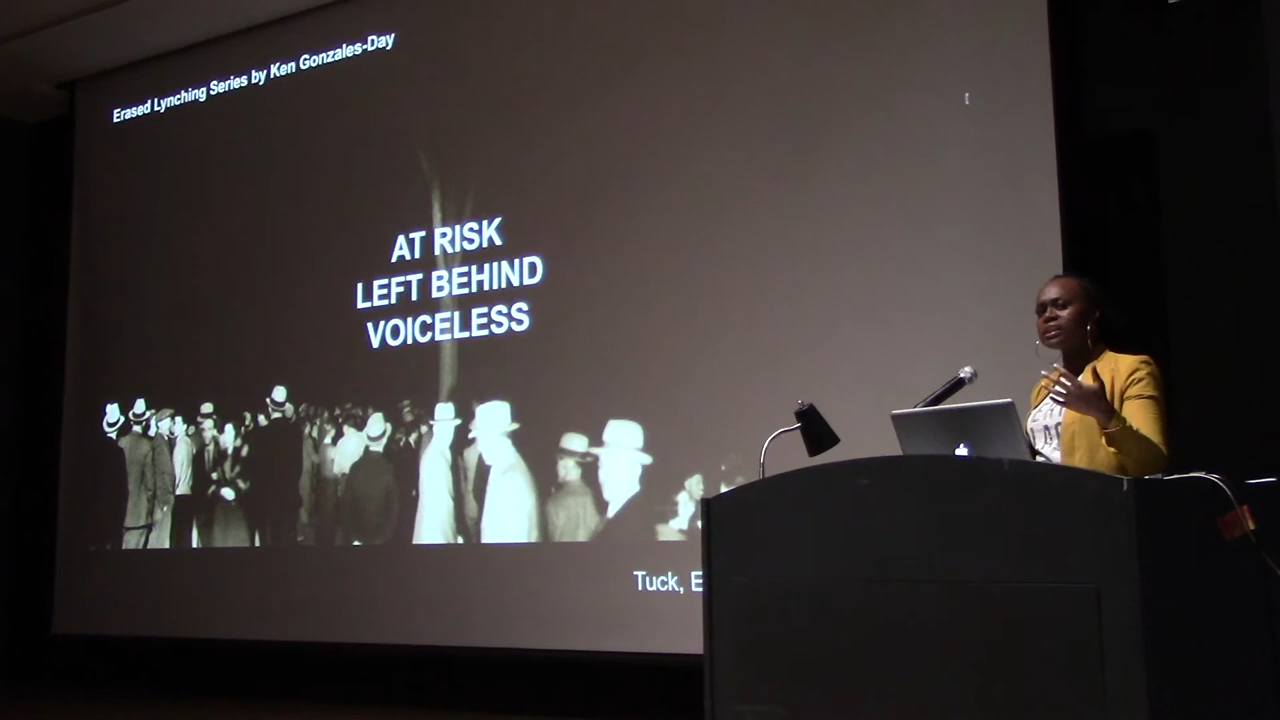 Erased Lynching Series by Ken Gonzales-Day
AT RISK
LEFT BEHIND
VOICELESS
Tuck, E